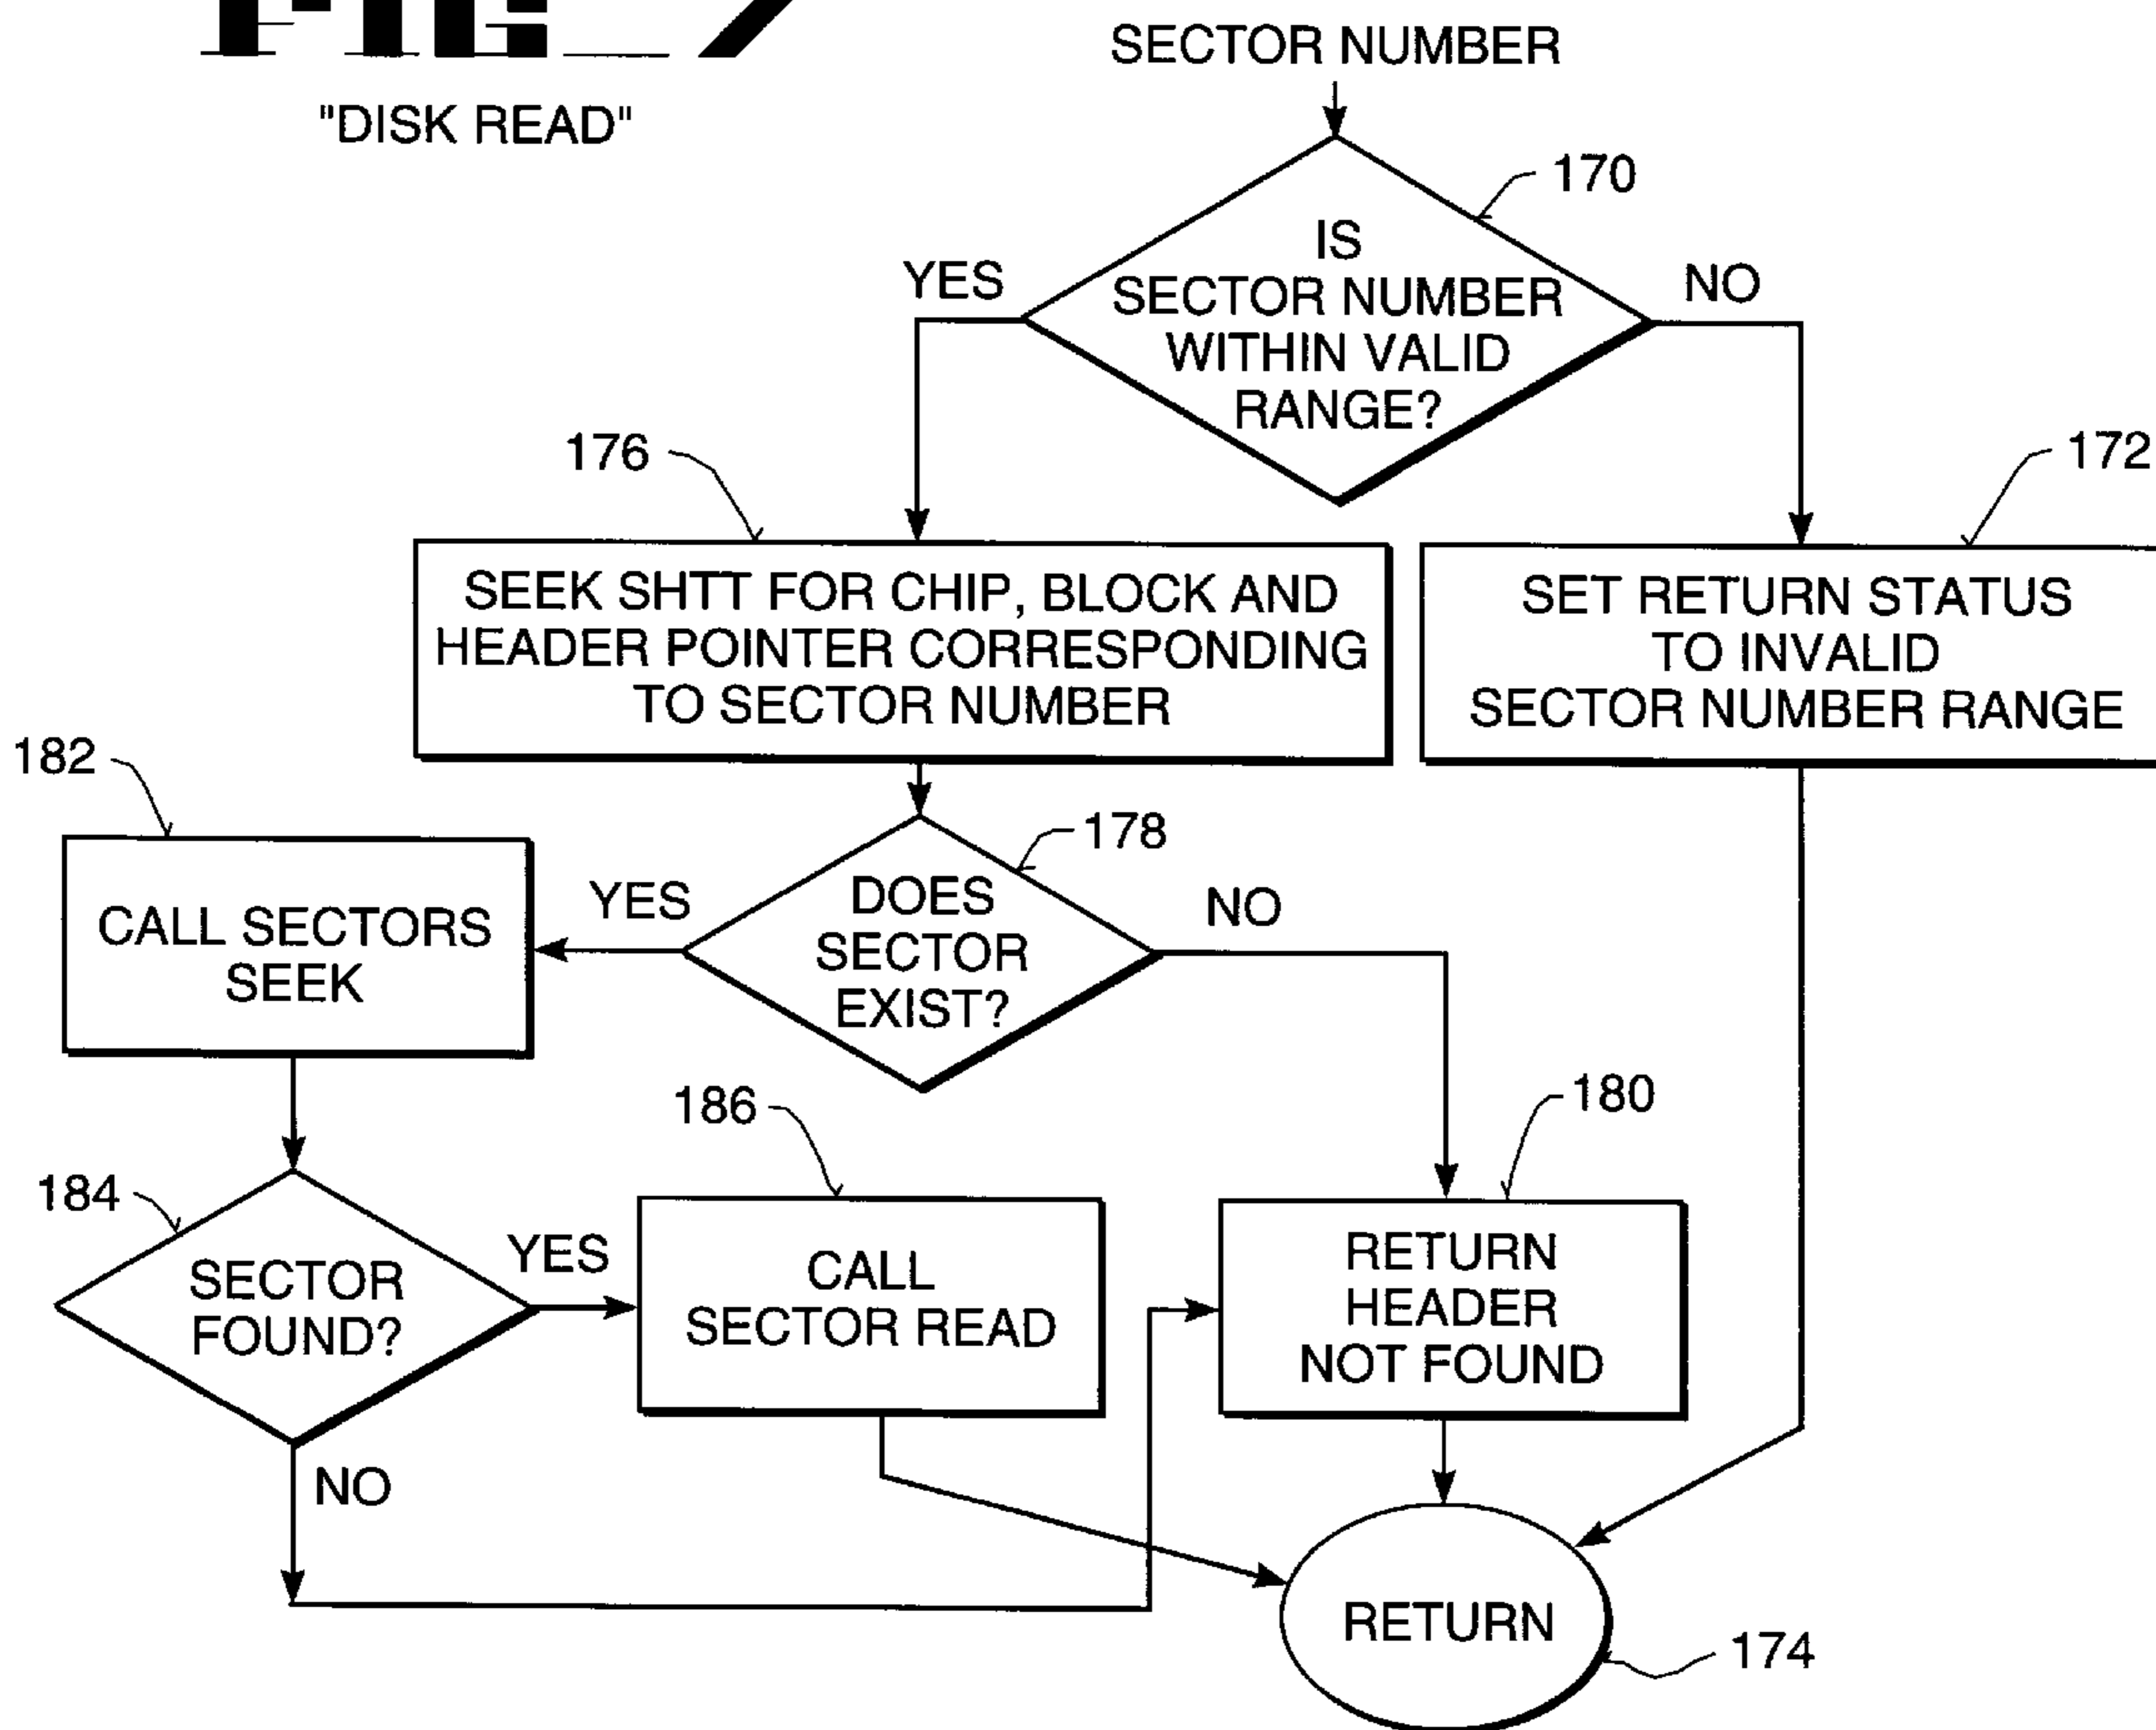 FIG_7
"DISK READ"
SECTOR NUMBER
170
IS
SECTOR NUMBER
WITHIN VALID
RANGE?
YES
NO
176
172
SEEK SHTT FOR CHIP, BLOCK AND
HEADER POINTER CORRESPONDING
TO SECTOR NUMBER
SET RETURN STATUS
TO INVALID
SECTOR NUMBER RANGE
182
178
CALL SECTORS
SEEK
YES
DOES
SECTOR
EXIST?
NO
186
180
184
SECTOR
FOUND?
YES
CALL
SECTOR READ
RETURN
HEADER
NOT FOUND
NO
RETURN
174